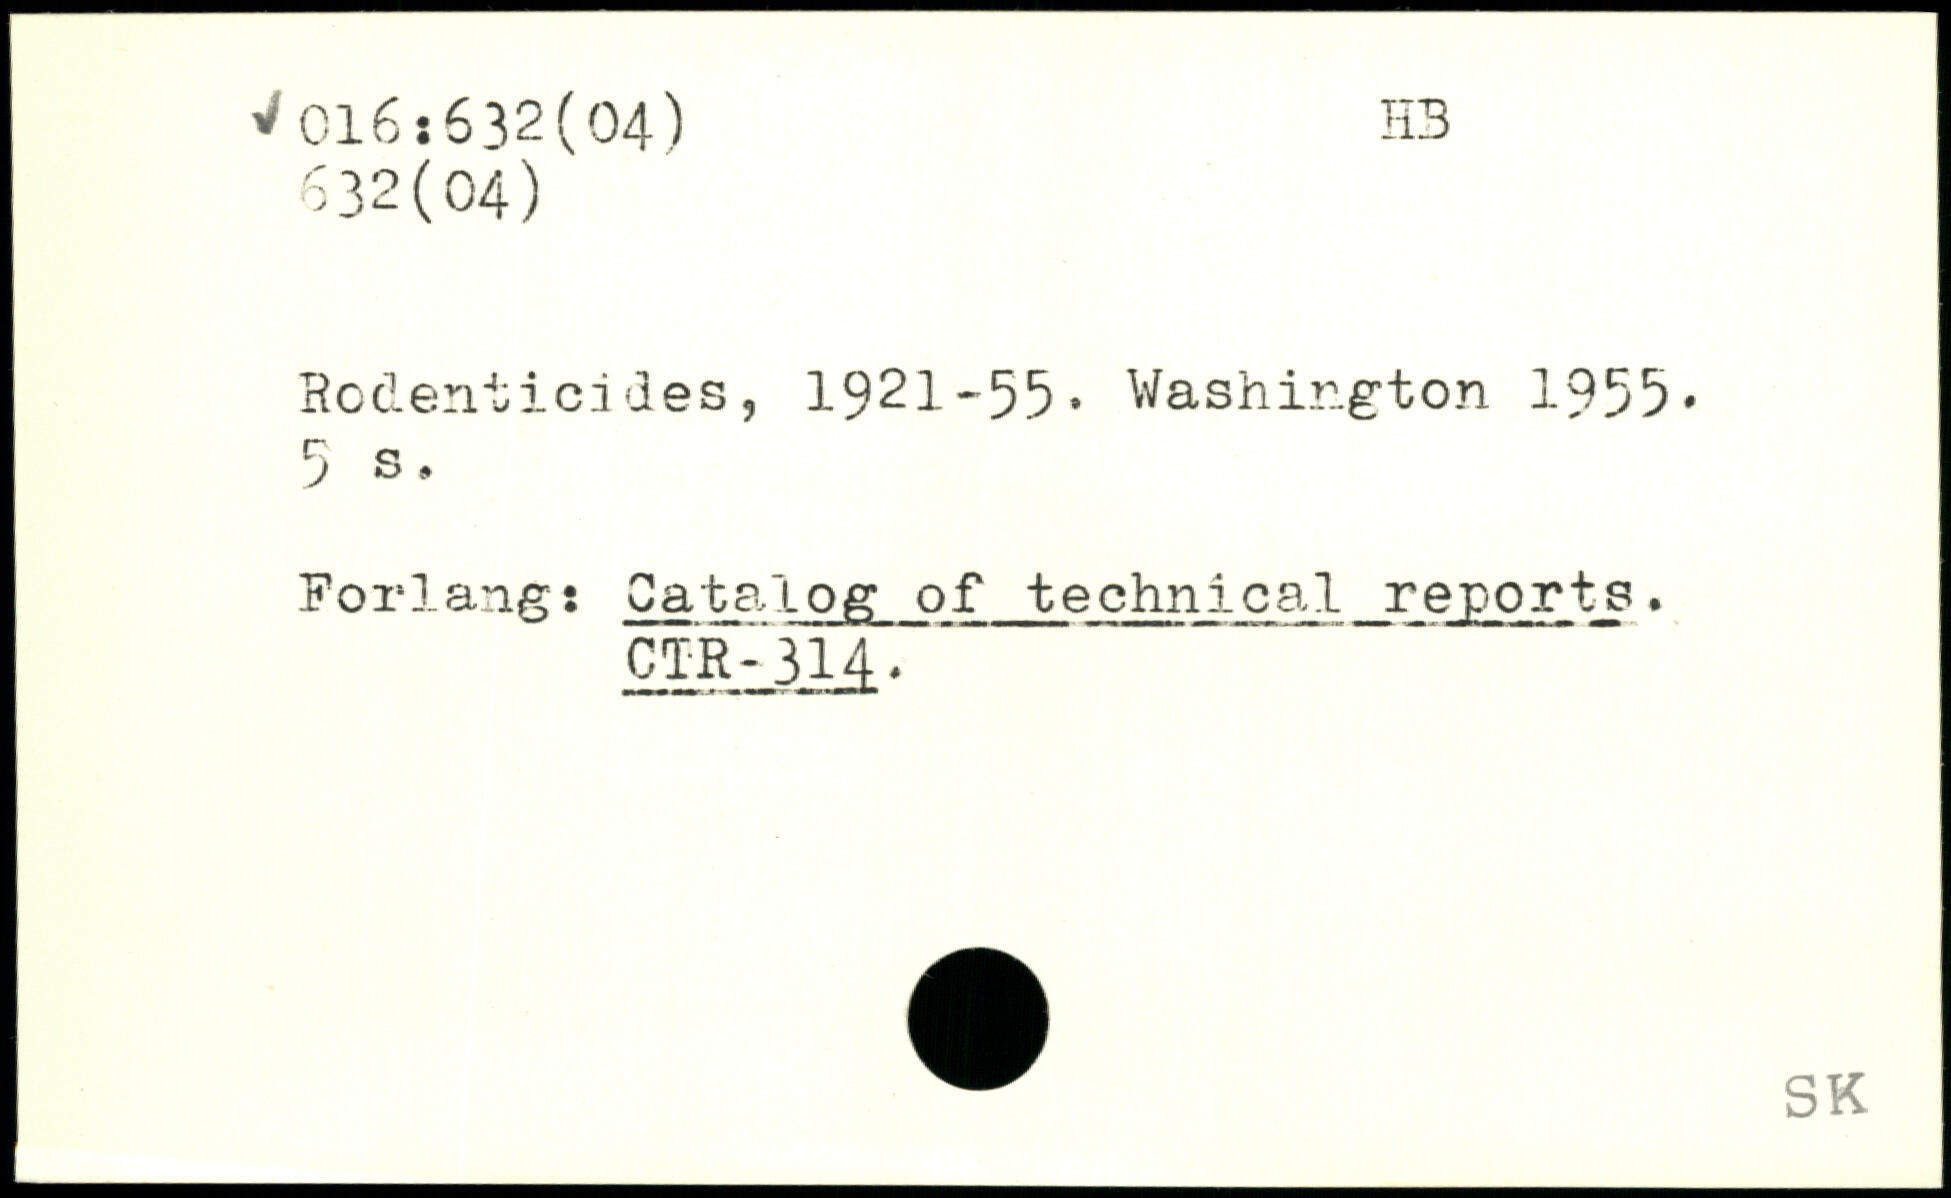 ✓ 016:632(04) HB
632(04)
Rodenticides, 1921-55. Washington 1955.
5 s.
Forlang: Catalog of technical reports.
CTR-314.
SK